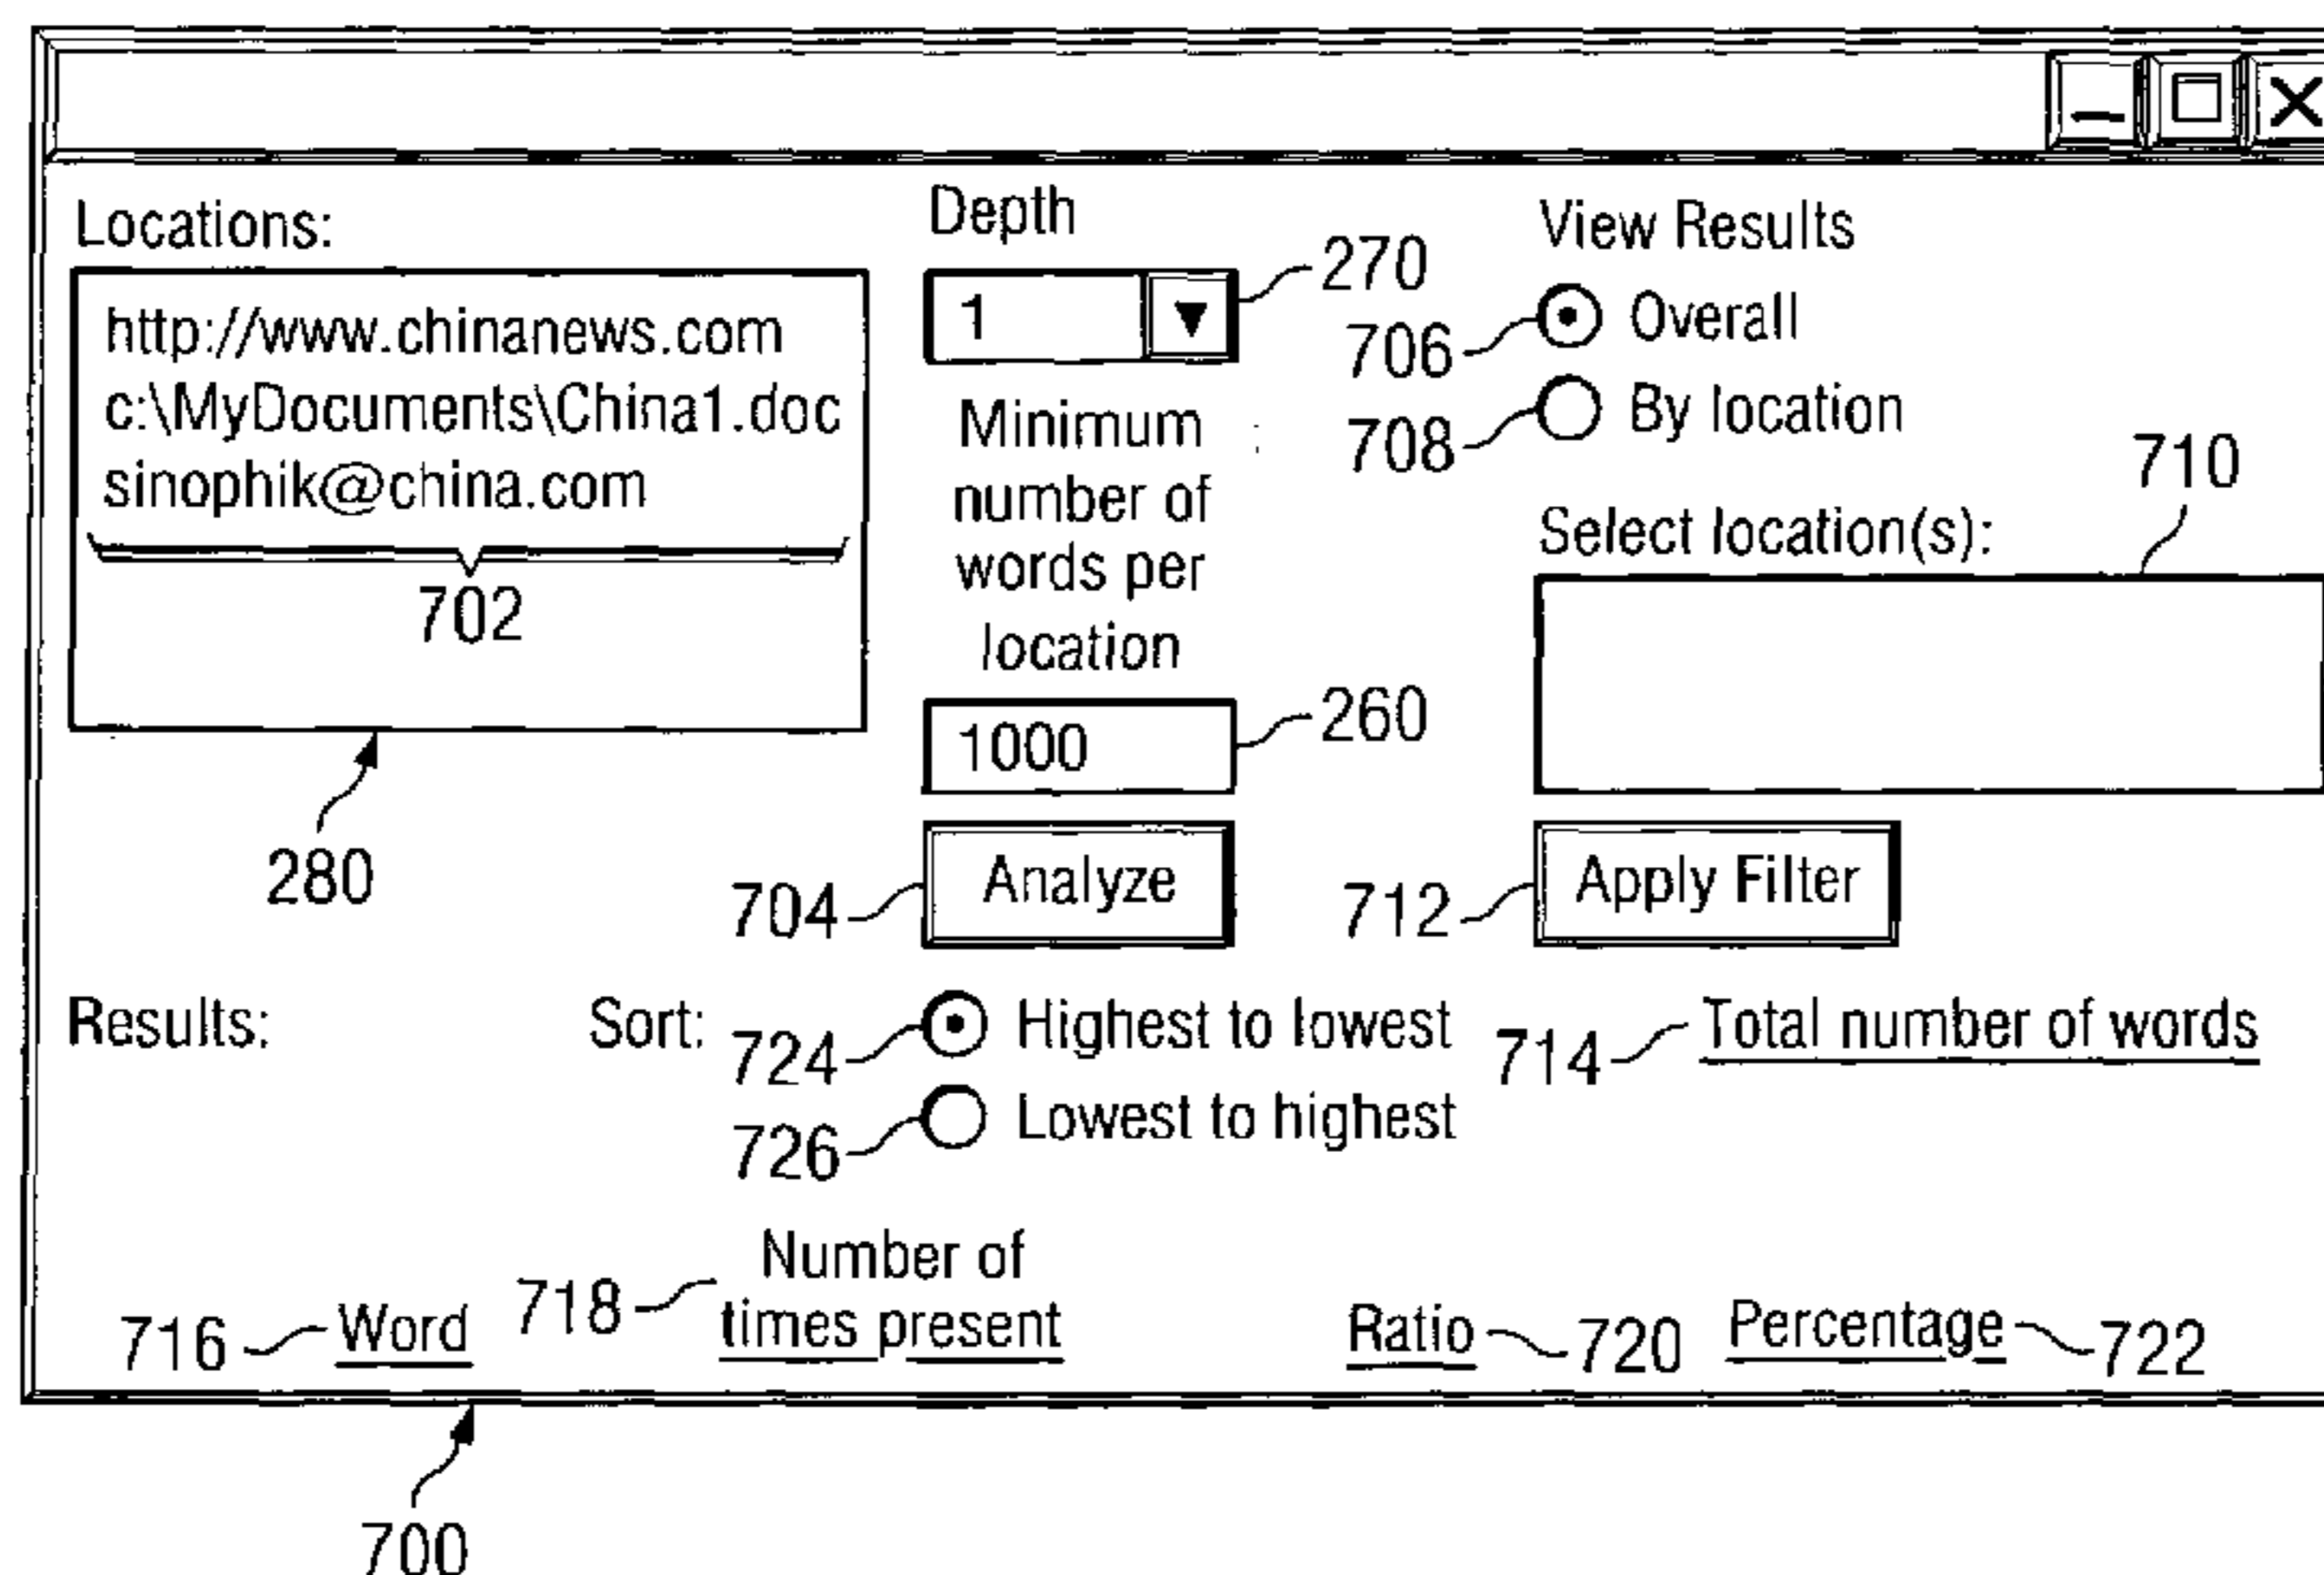 Locations:
http://www.chinanews.com
c:\MyDocuments\China1.doc
sinophik@china.com
702
280
Depth
1
270
Minimum
number of
words per
location
1000
260
704
Analyze
View Results
706
Overall
708
By location
710
Select location(s):
712
Apply Filter
Results:
Sort:
724
Highest to lowest
726
Lowest to highest
714
Total number of words
716
Word
718
Number of
times present
Ratio
720
Percentage
722
700